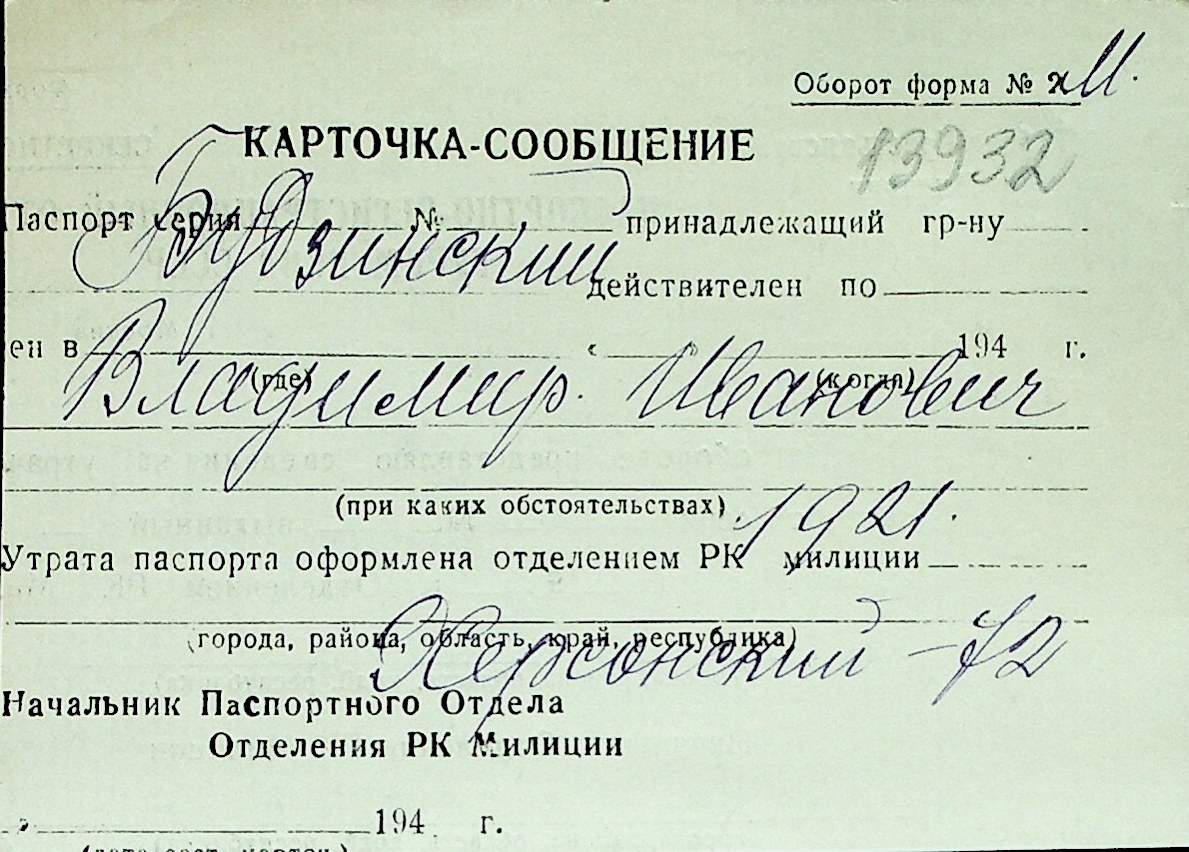 Оборот форма № 2 М.
КАРТОЧКА-СООБЩЕНИЕ
13932
Паспорт серия № принадлежащий гр-ну
Будзинский
действителен по
ен в « 194 г.
(где) (когда)
Владимир. Иванович
(при каких обстоятельствах)
1921.
Утрата паспорта оформлена отделением РК милиции
(города, района, область, край, республика)
Херсонский – 72
Начальник Паспортного Отдела
Отделения РК Милиции
» 194 г.